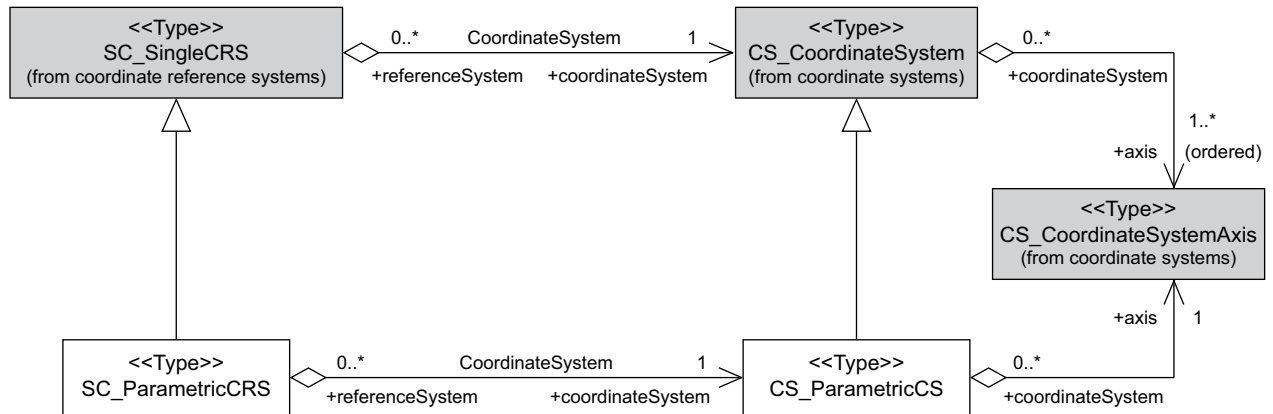 <<Type>>
SC_SingleCRS
(from coordinate reference systems)
0..*
CoordinateSystem
1
+referenceSystem
+coordinateSystem
<<Type>>
CS_CoordinateSystem
(from coordinate systems)
0..*
+coordinateSystem
1..*
+axis
(ordered)
<<Type>>
CS_CoordinateSystemAxis
(from coordinate systems)
+axis
1
<<Type>>
SC_ParametricCRS
0..*
CoordinateSystem
1
+referenceSystem
+coordinateSystem
<<Type>>
CS_ParametricCS
0..*
+coordinateSystem